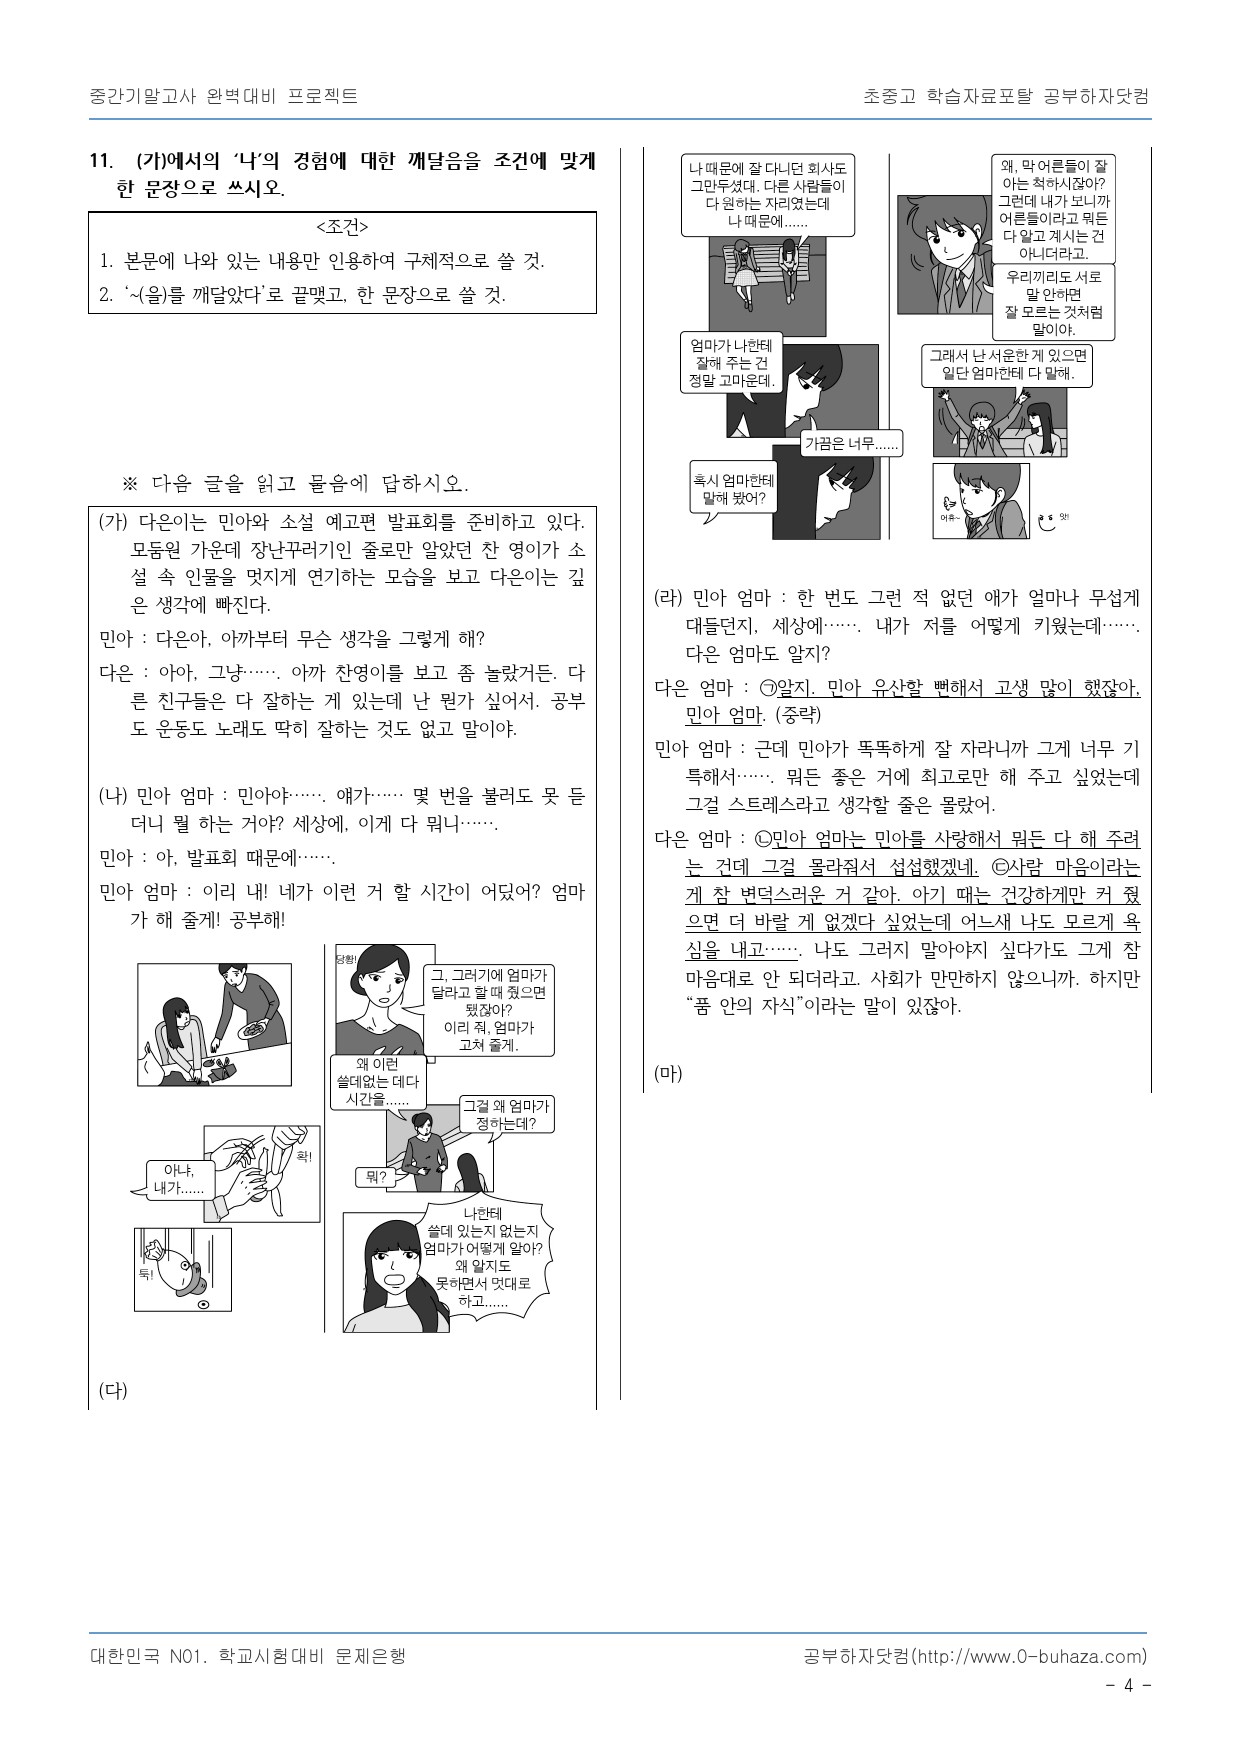 중간기말고사 완벽대비 프로젝트
초중고 학습자료포탈 공부하자닷컴
11. (가)에서의 ‘나’의 경험에 대한 깨달음을 조건에 맞게
한 문장으로 쓰시오.
<조건>
1. 본문에 나와 있는 내용만 인용하여 구체적으로 쓸 것.
2. ‘~(을)를 깨달았다’로 끝맺고, 한 문장으로 쓸 것.
※ 다음 글을 읽고 물음에 답하시오.
(가) 다은이는 민아와 소설 예고편 발표회를 준비하고 있다.
모둠원 가운데 장난꾸러기인 줄로만 알았던 찬 영이가 소
설 속 인물을 멋지게 연기하는 모습을 보고 다은이는 깊
은 생각에 빠진다.
민아 : 다은아, 아까부터 무슨 생각을 그렇게 해?
다은 : 아아, 그냥……. 아까 찬영이를 보고 좀 놀랐거든. 다
른 친구들은 다 잘하는 게 있는데 난 뭔가 싶어서. 공부
도 운동도 노래도 딱히 잘하는 것도 없고 말이야.
(나) 민아 엄마 : 민아야……. 얘가…… 몇 번을 불러도 못 듣
더니 뭘 하는 거야? 세상에, 이게 다 뭐니…….
민아 : 아, 발표회 때문에…….
민아 엄마 : 이리 내! 네가 이런 거 할 시간이 어딨어? 엄마
가 해 줄게! 공부해!
확!
아냐,
내가......
툭!
당황!
그, 그러기에 엄마가
달라고 할 때 줬으면
됐잖아?
이리 줘, 엄마가
고쳐 줄게.
왜 이런
쓸데없는 데다
시간을......
그걸 왜 엄마가
정하는데?
뭐?
나한테
쓸데 있는지 없는지
엄마가 어떻게 알아?
왜 알지도
못하면서 멋대로
하고......
(다)
나 때문에 잘 다니던 회사도
그만두셨대. 다른 사람들이
다 원하는 자리였는데
나 때문에......
엄마가 나한테
잘해 주는 건
정말 고마운데.
가끔은 너무......
혹시 엄마한테
말해 봤어?
왜, 막 어른들이 잘
아는 척하시잖아?
그런데 내가 보니까
어른들이라고 뭐든
다 알고 계시는 건
아니더라고.
우리끼리도 서로
말 안하면
잘 모르는 것처럼
말이야.
그래서 난 서운한 게 있으면
일단 엄마한테 다 말해.
어휴~
앗!
(라) 민아 엄마 : 한 번도 그런 적 없던 애가 얼마나 무섭게
대들던지, 세상에……. 내가 저를 어떻게 키웠는데…….
다은 엄마도 알지?
다은 엄마 : ㉠알지. 민아 유산할 뻔해서 고생 많이 했잖아,
민아 엄마. (중략)
민아 엄마 : 근데 민아가 똑똑하게 잘 자라니까 그게 너무 기
특해서……. 뭐든 좋은 거에 최고로만 해 주고 싶었는데
그걸 스트레스라고 생각할 줄은 몰랐어.
다은 엄마 : ㉡민아 엄마는 민아를 사랑해서 뭐든 다 해 주려
는 건데 그걸 몰라줘서 섭섭했겠네. ㉢사람 마음이라는
게 참 변덕스러운 거 같아. 아기 때는 건강하게만 커 줬
으면 더 바랄 게 없겠다 싶었는데 어느새 나도 모르게 욕
심을 내고……. 나도 그러지 말아야지 싶다가도 그게 참
마음대로 안 되더라고. 사회가 만만하지 않으니까. 하지만
“품 안의 자식”이라는 말이 있잖아.
(마)
대한민국 N01. 학교시험대비 문제은행
공부하자닷컴(http://www.0-buhaza.com)
- 4 -